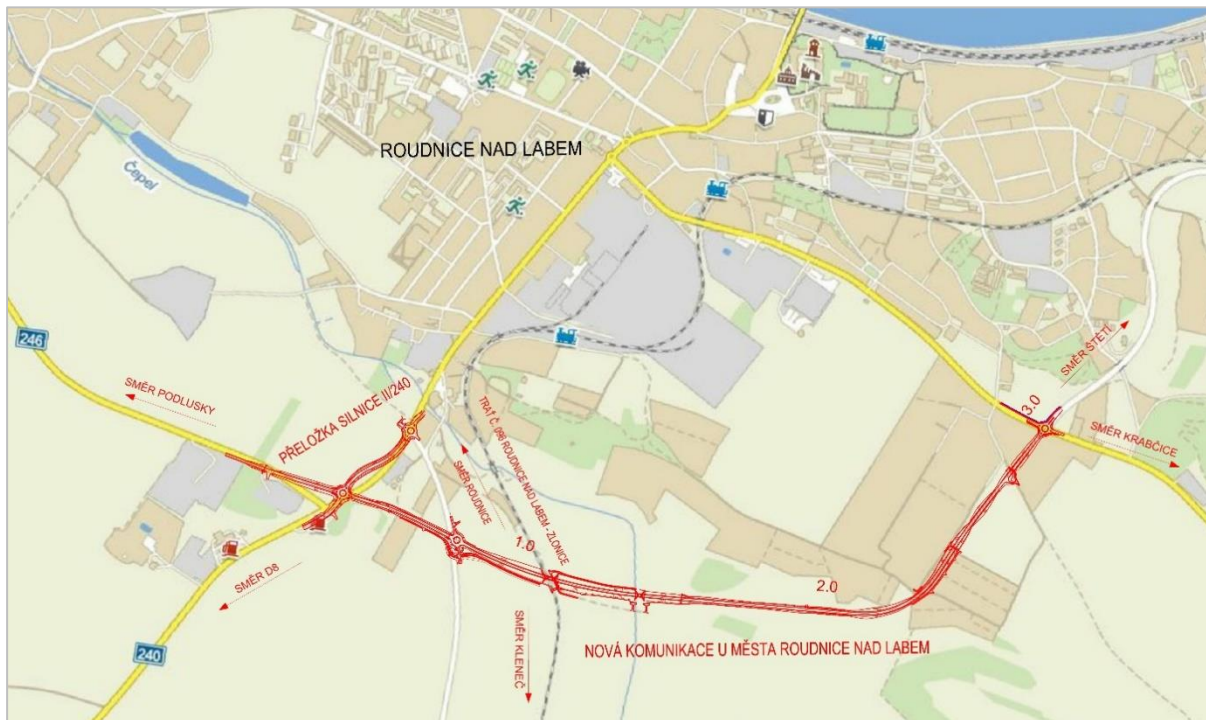 ROUDNICE NAD LABEM
Čepel
246
SMĚR PODLUSKY
PŘELOŽKA SILNICE II/240
SMĚR ŠTĚTÍ
3.0
SMĚR KRABČICE
TRAŤ Č. 096 ROUDNICE NAD LABEM - ZLONICE
SMĚR ROUDNICE
1.0
SMĚR D8
2.0
SMĚR KLENEČ
NOVÁ KOMUNIKACE U MĚSTA ROUDNICE NAD LABEM
240